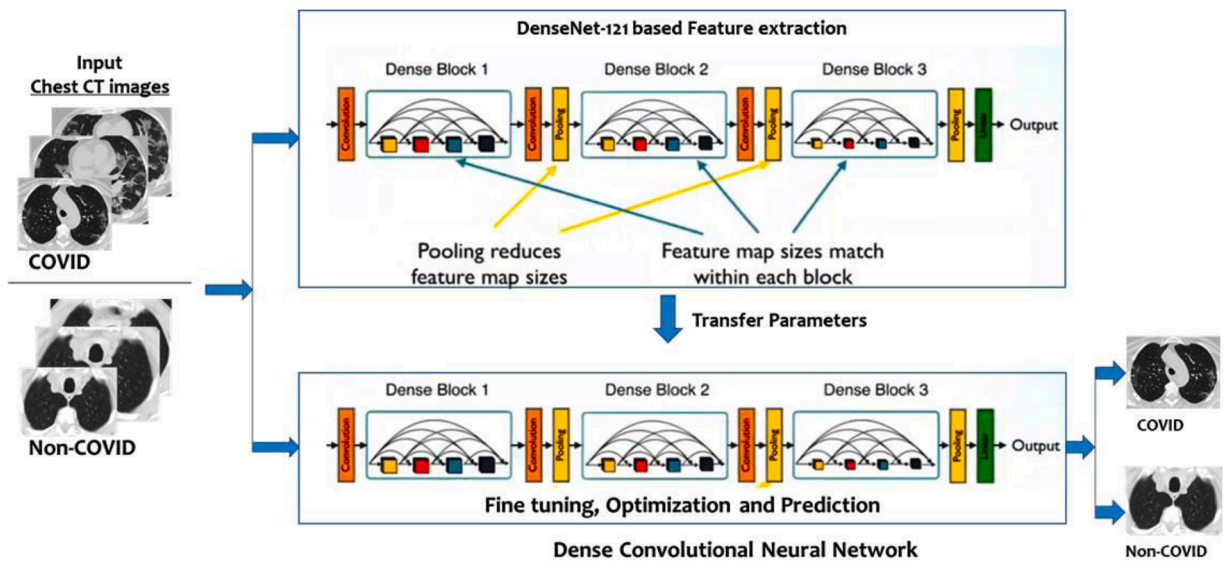 Input
Chest CT images
COVID
Non-COVID
DenseNet-121 based Feature extraction
Dense Block 1
Dense Block 2
Dense Block 3
Convolution
Convolution
Pooling
Convolution
Pooling
Pooling
Linear
Output
Pooling reduces
feature map sizes
Feature map sizes match
within each block
Transfer Parameters
Dense Block 1
Dense Block 2
Dense Block 3
Convolution
Convolution
Pooling
Convolution
Pooling
Pooling
Linear
Output
Fine tuning, Optimization and Prediction
Dense Convolutional Neural Network
COVID
Non-COVID